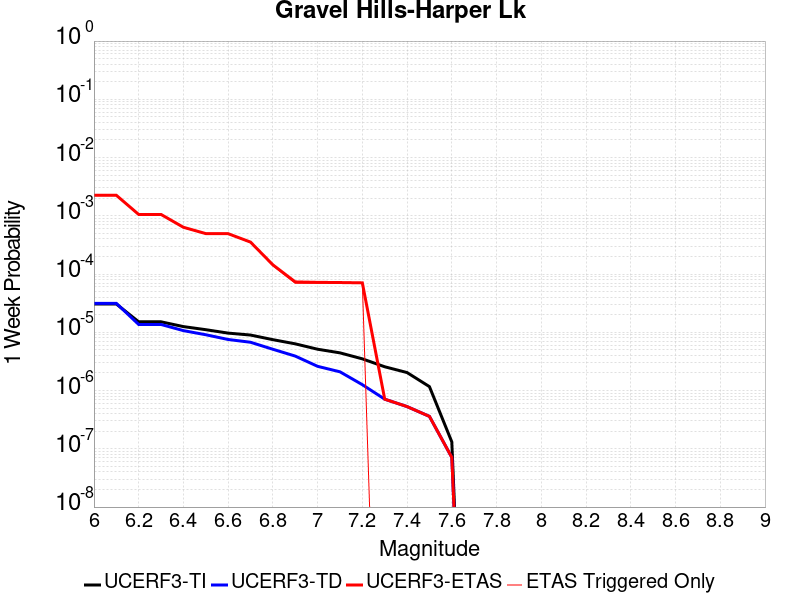 Gravel Hills-Harper Lk
10^0
10^-1
10^-2
10^-3
10^-4
10^-5
10^-6
10^-7
10^-8
1 Week Probability
6 6.2 6.4 6.6 6.8 7 7.2 7.4 7.6 7.8 8 8.2 8.4 8.6 8.8 9
Magnitude
UCERF3-TI UCERF3-TD UCERF3-ETAS ETAS Triggered Only